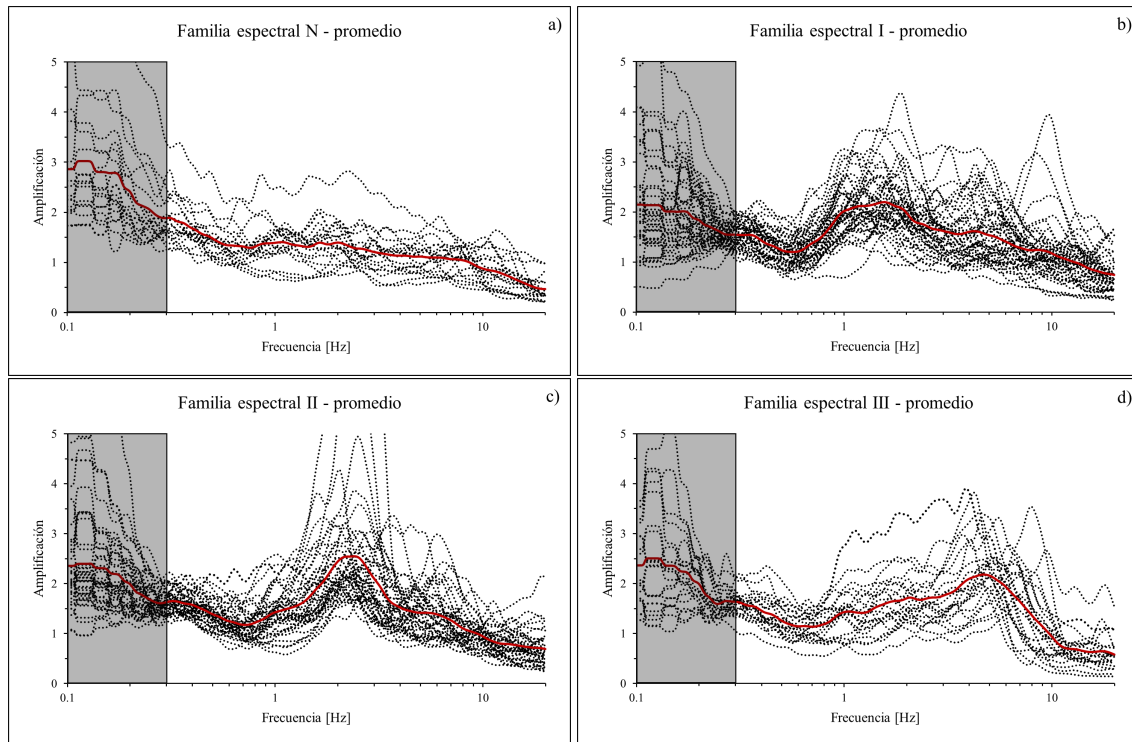 Familia espectral N - promedio
a)
Amplificación
5
4
3
2
1
0
0.1
1
10
Frecuencia [Hz]
Familia espectral I - promedio
b)
Amplificación
5
4
3
2
1
0
0.1
1
10
Frecuencia [Hz]
Familia espectral II - promedio
c)
Amplificación
5
4
3
2
1
0
0.1
1
10
Frecuencia [Hz]
Familia espectral III - promedio
d)
Amplificación
5
4
3
2
1
0
0.1
1
10
Frecuencia [Hz]